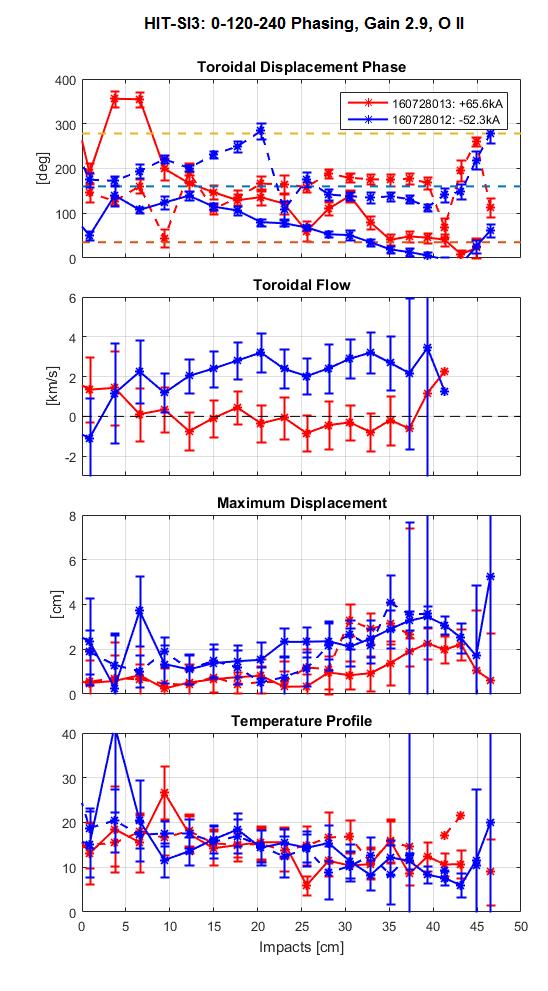 HIT-SI3: 0-120-240 Phasing, Gain 2.9, O II
Toroidal Displacement Phase
400
300
200
100
0
[deg]
160728013: +65.6kA
160728012: -52.3kA
Toroidal Flow
6
4
2
0
-2
[km/s]
Maximum Displacement
8
6
4
2
0
[cm]
Temperature Profile
40
30
20
10
0
0 5 10 15 20 25 30 35 40 45 50
Impacts [cm]